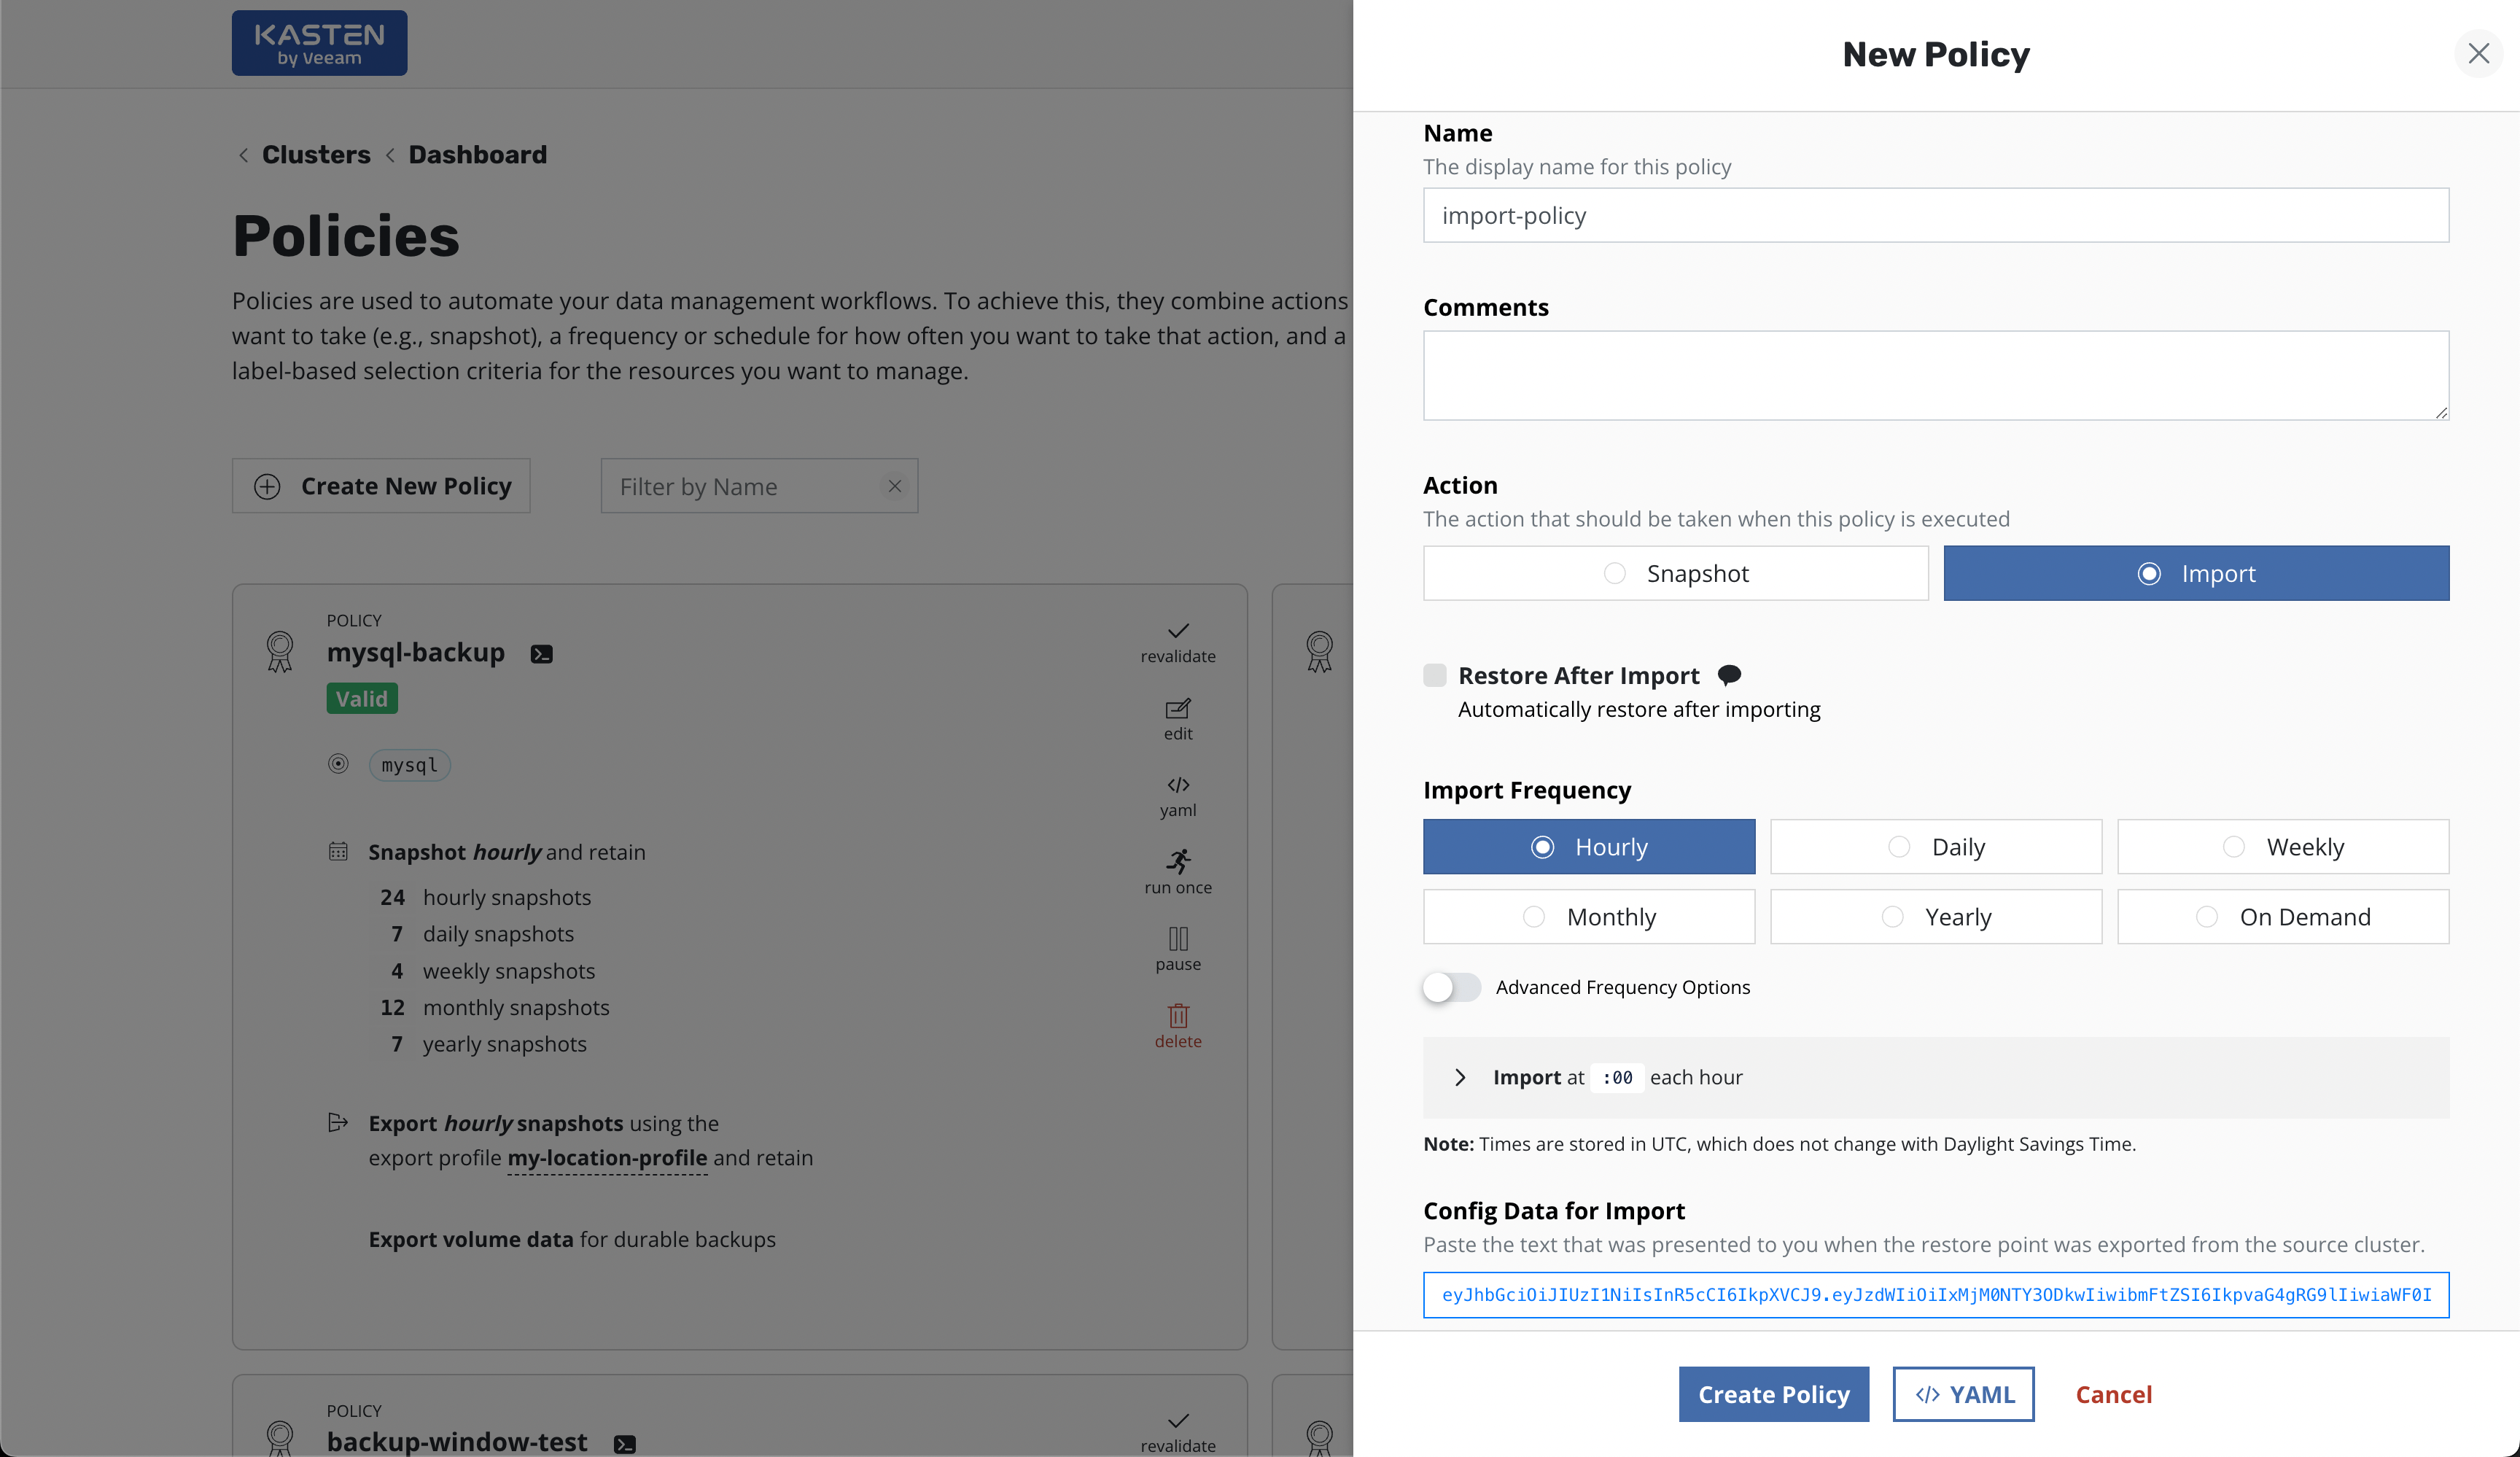 KASTEN
by Veeam
Clusters Dashboard
Policies
Policies are used to automate your data management workflows. To achieve this, they combine actions
want to take (e.g., snapshot), a frequency or schedule for how often you want to take that action, and a
label-based selection criteria for the resources you want to manage.
Create New Policy
Filter by Name
POLICY
mysql-backup
Valid
mysql
Snapshot hourly and retain
24 hourly snapshots
7 daily snapshots
4 weekly snapshots
12 monthly snapshots
7 yearly snapshots
Export hourly snapshots using the
export profile my-location-profile and retain
Export volume data for durable backups
revalidate
edit
yaml
run once
pause
delete
POLICY
backup-window-test
revalidate
New Policy
Name
The display name for this policy
import-policy
Comments
Action
The action that should be taken when this policy is executed
Snapshot
Import
Restore After Import
Automatically restore after importing
Import Frequency
Hourly
Daily
Weekly
Monthly
Yearly
On Demand
Advanced Frequency Options
Import at :00 each hour
Note: Times are stored in UTC, which does not change with Daylight Savings Time.
Config Data for Import
Paste the text that was presented to you when the restore point was exported from the source cluster.
eyJhbGciOiJIUzI1NiIsInR5cCI6IkpXVCJ9.eyJzdWIiOiIxMjM0NTY3ODkwIiwibmFtZSI6IkpvaG4gRG9lIiwiaWF0I
Create Policy
</> YAML
Cancel